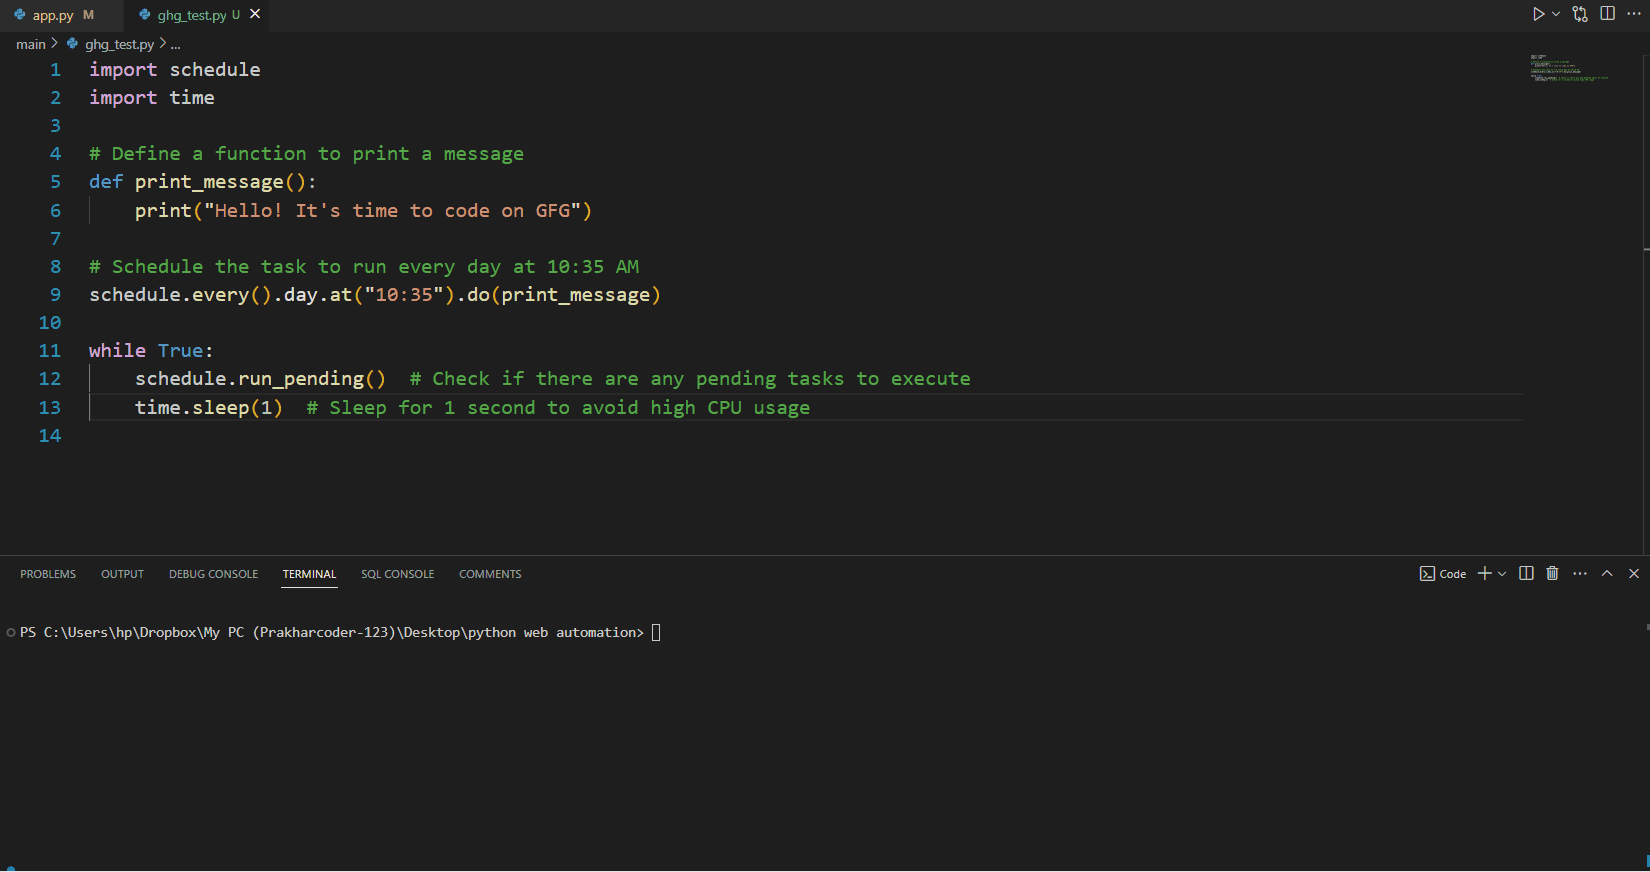 app.py M ghg_test.py U
main > ghg_test.py > ...
1 import schedule
2 import time
3
4 # Define a function to print a message
5 def print_message():
6 print("Hello! It's time to code on GFG")
7
8 # Schedule the task to run every day at 10:35 AM
9 schedule.every().day.at("10:35").do(print_message)
10
11 while True:
12 schedule.run_pending()  # Check if there are any pending tasks to execute
13 time.sleep(1)  # Sleep for 1 second to avoid high CPU usage
14
PROBLEMS OUTPUT DEBUG CONSOLE TERMINAL SQL CONSOLE COMMENTS Code
PS C:\Users\hp\Dropbox\My PC (Prakharcoder-123)\Desktop\python web automation>